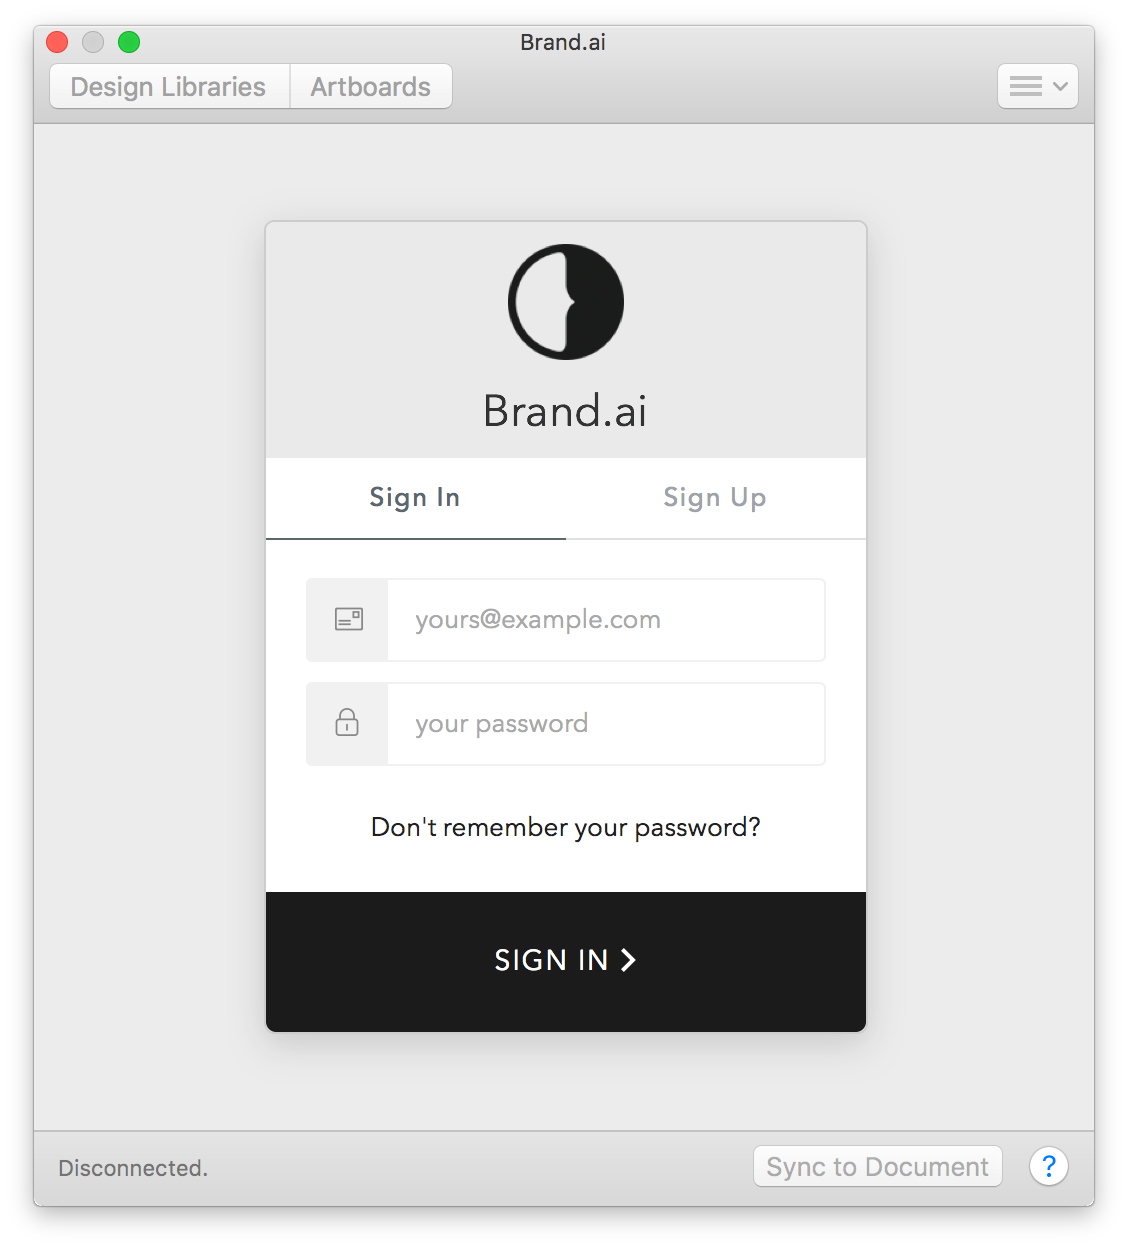 Brand.ai
Design Libraries Artboards
Brand.ai
Sign In Sign Up
yours@example.com
your password
Don't remember your password?
SIGN IN
Disconnected. Sync to Document ?